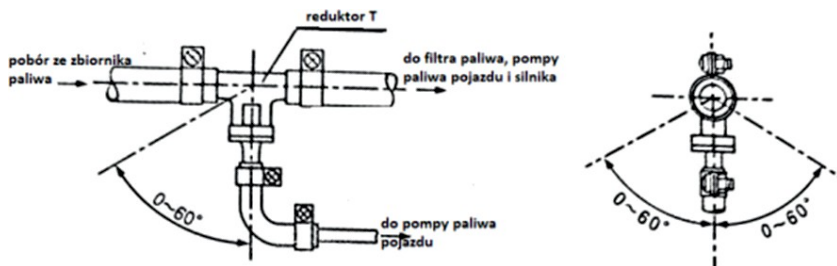 reduktor T
pobór ze zbiornika
paliwa
do filtra paliwa, pompy
paliwa pojazdu i silnika
0~60°
do pompy paliwa
pojazdu
0~60°
0~60°